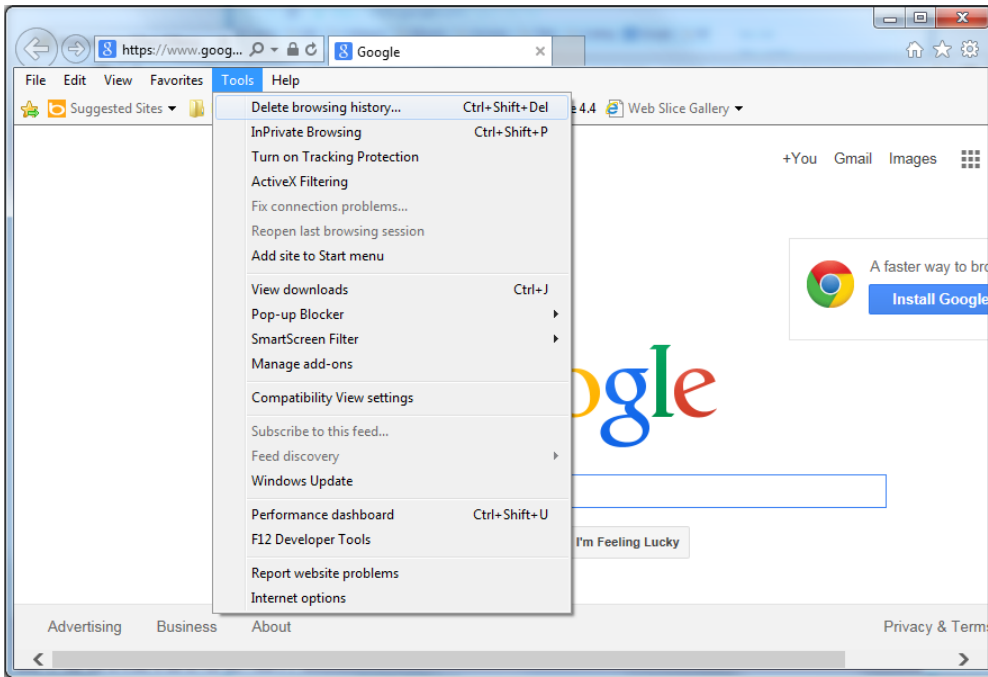 https://www.goog...
Google
File Edit View Favorites Tools Help
Suggested Sites
4.4 Web Slice Gallery
Delete browsing history... Ctrl+Shift+Del
InPrivate Browsing Ctrl+Shift+P
Turn on Tracking Protection
ActiveX Filtering
Fix connection problems...
Reopen last browsing session
Add site to Start menu
View downloads Ctrl+J
Pop-up Blocker
SmartScreen Filter
Manage add-ons
Compatibility View settings
Subscribe to this feed...
Feed discovery
Windows Update
Performance dashboard Ctrl+Shift+U
F12 Developer Tools
Report website problems
Internet options
+You Gmail Images
A faster way to bro
Install Google
ogle
I'm Feeling Lucky
Advertising Business About
Privacy & Terms